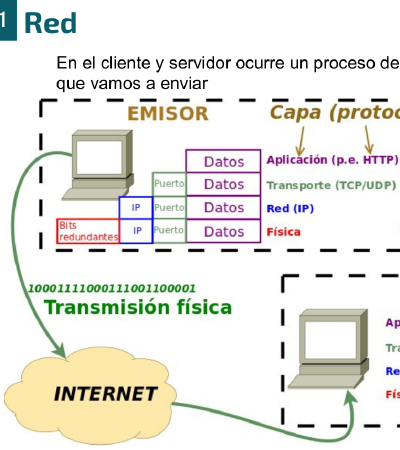 1 Red
En el cliente y servidor ocurre un proceso de
que vamos a enviar
EMISOR
Capa (protoc
Datos
Aplicación (p.e. HTTP)
Puerto Datos
Transporte (TCP/UDP)
IP Puerto Datos
Red (IP)
Bits
redundantes IP Puerto Datos
Física
10001111000111001100001
Transmisión física
INTERNET
Ap
Tra
Re
Fís